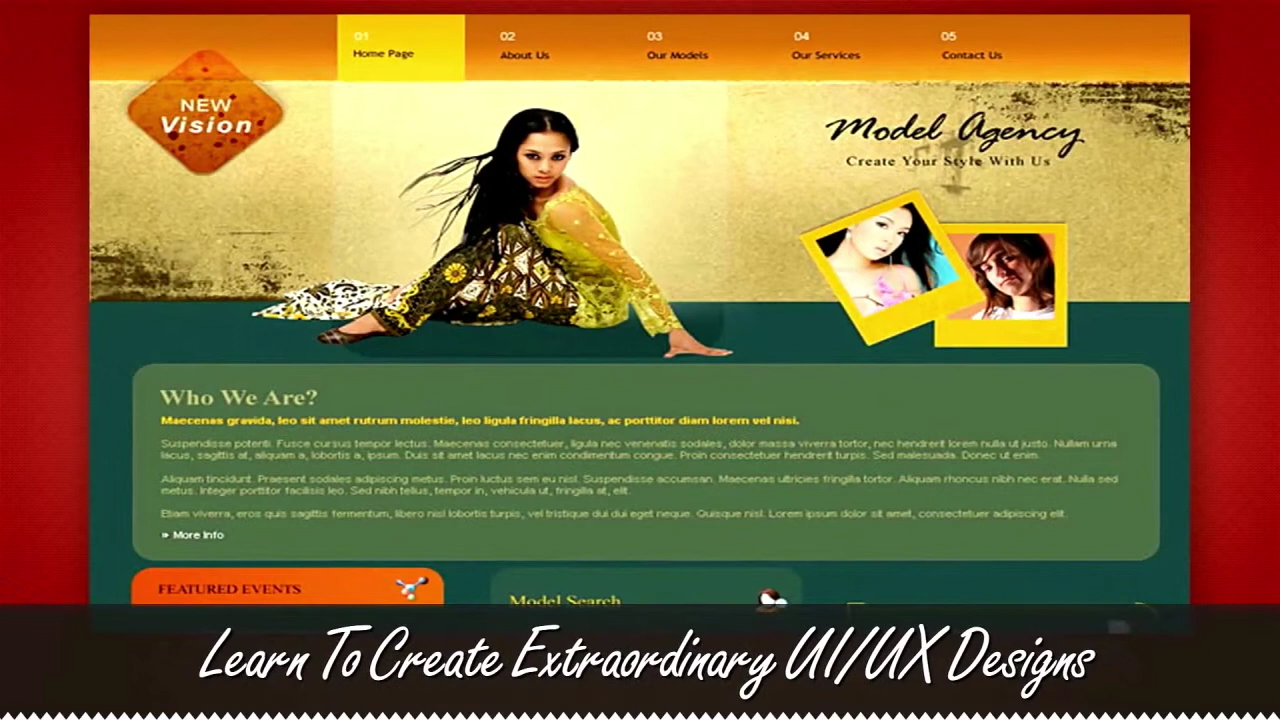 01
Home Page
02
About Us
03
Our Models
04
Our Services
05
Contact Us
NEW
Vision
Model Agency
Create Your Style With Us
Who We Are?
Maecenas gravida, leo sit amet rutrum molestie, leo ligula fringilla lacus, ac porttitor diam lorem vel nisi.
Suspendisse potenti. Fusce cursus tempor lectus. Maecenas consectetuer, ligula nec venenatis sodales, dolor massa viverra tortor, nec hendrerit lorem nulla ut justo. Nullam urna
lacus, sagittis at, aliquam a, lobortis a, ipsum. Duis sit amet lacus nec enim condimentum congue. Proin consectetuer hendrerit turpis. Sed malesuada. Donec ut enim.
Aliquam tincidunt. Praesent sodales adipiscing metus. Proin luctus sem eu nisl. Suspendisse accumsan. Maecenas ultricies fringilla tortor. Aliquam rhoncus nibh nec erat. Nulla sed
metus. Integer porttitor facilisis leo. Sed nibh tellus, tempor in, vehicula ut, fringilla at, elit.
Etiam viverra, eros quis sagittis fermentum, libero nisl lobortis turpis, vel tristique dui dui eget neque. Quisque nisl. Lorem ipsum dolor sit amet, consectetuer adipiscing elit.
» More Info
FEATURED EVENTS
Model Search
Learn To Create Extraordinary UI/UX Designs